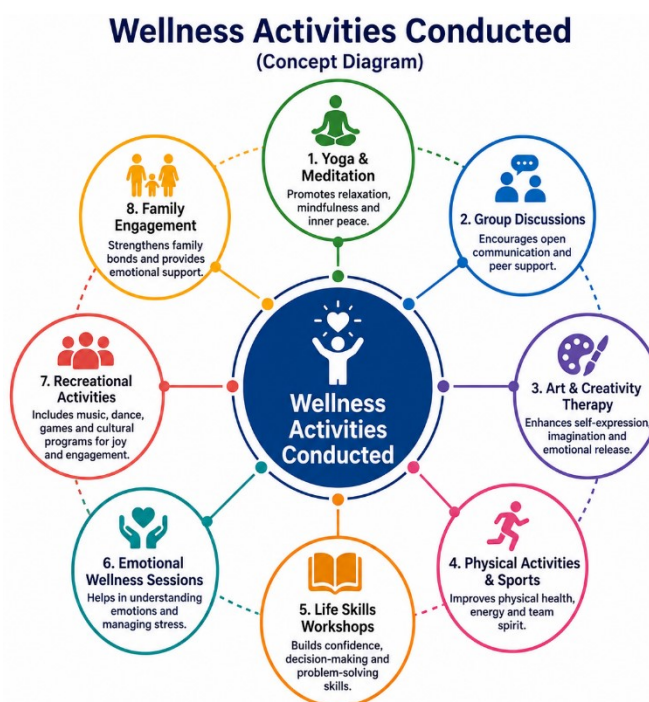 Wellness Activities Conducted
(Concept Diagram)
1. Yoga &
Meditation
Promotes relaxation,
mindfulness and
inner peace.
2. Group Discussions
Encourages open
communication and
peer support.
3. Art & Creativity
Therapy
Enhances self-expression,
imagination and
emotional release.
4. Physical Activities
& Sports
Improves physical health,
energy and team
spirit.
5. Life Skills
Workshops
Builds confidence,
decision-making and
problem-solving
skills.
6. Emotional
Wellness Sessions
Helps in understanding
emotions and
managing stress.
7. Recreational
Activities
Includes music, dance,
games and cultural
programs for joy
and engagement.
8. Family
Engagement
Strengthens family
bonds and provides
emotional support.
Wellness
Activities
Conducted